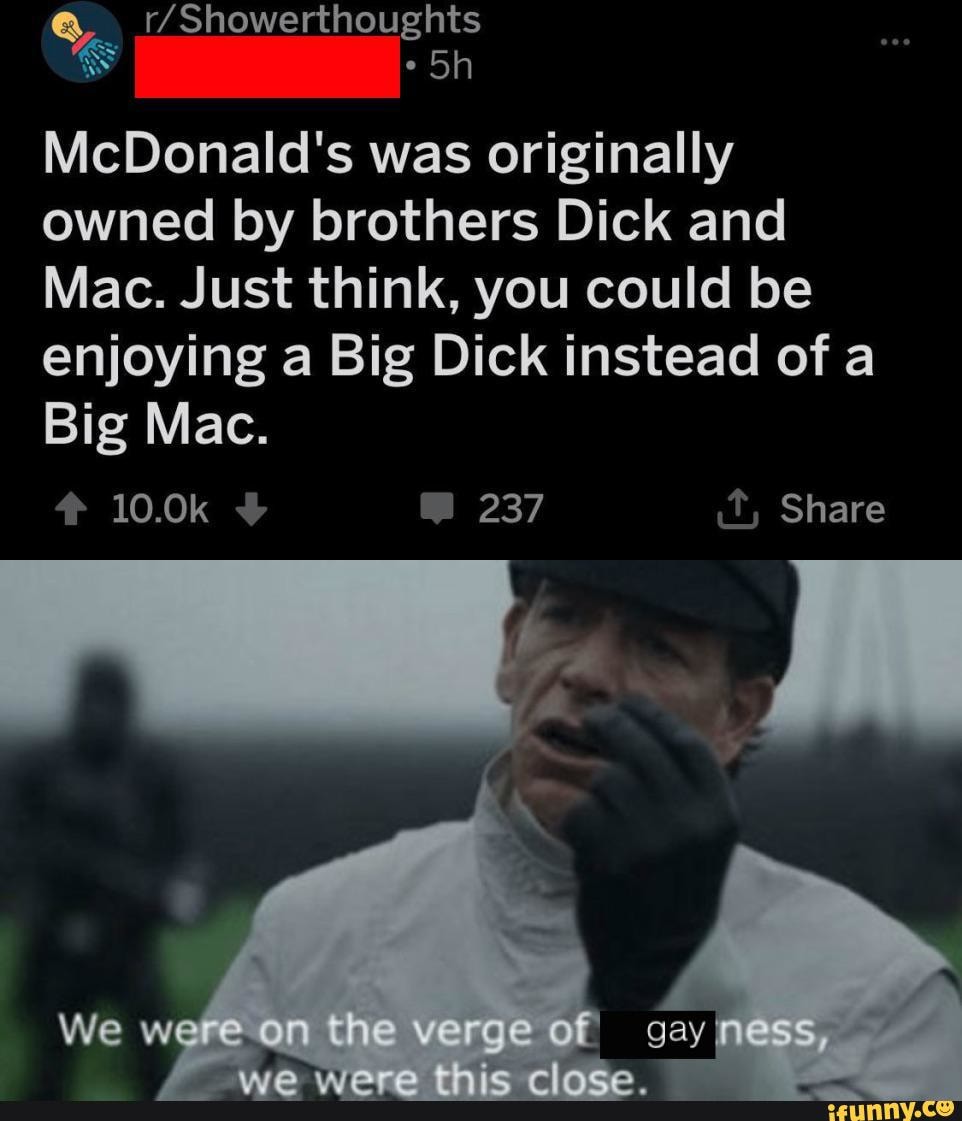 r/Showerthoughts
• 5h
McDonald's was originally
owned by brothers Dick and
Mac. Just think, you could be
enjoying a Big Dick instead of a
Big Mac.
10.0k 237 Share
We were on the verge of gay ness,
we were this close.
ifunny.co